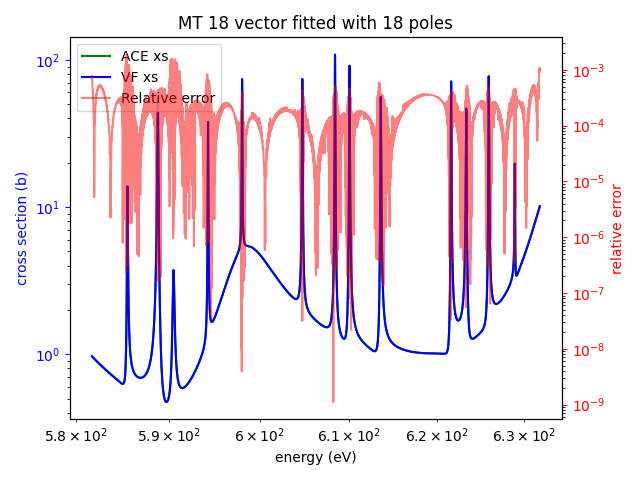 MT 18 vector fitted with 18 poles
ACE xs
VF xs
Relative error
10²
10¹
10⁰
cross section (b)
10⁻³
10⁻⁴
10⁻⁵
10⁻⁶
10⁻⁷
10⁻⁸
10⁻⁹
relative error
5.8 × 10² 5.9 × 10² 6 × 10² 6.1 × 10² 6.2 × 10² 6.3 × 10²
energy (eV)